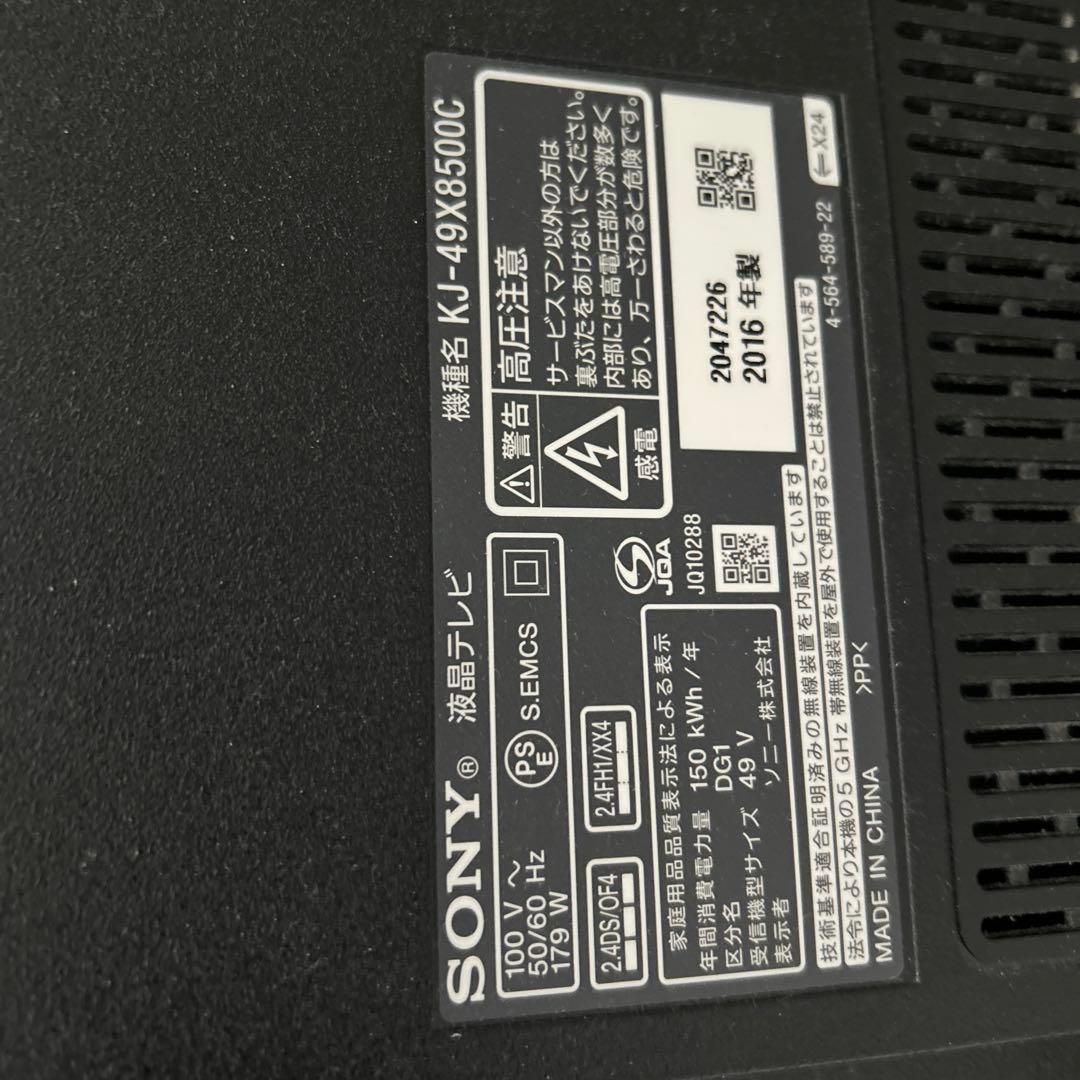 SONY® 液晶テレビ 機種名 KJ-49X8500C
100 V ～
50/60 Hz
179 W
PS
E
S.EMCS
2.4DS/OF4
2.4FH1/XX4
家庭用品品質表示法による表示
年間消費電力量 150 kWh/年
区分名 DG1
受信機型サイズ 49 V
表示者 ソニー株式会社
JQA
JQ10288
警告 高圧注意
感電
サービスマン以外の方は
裏ぶたをあけないでください。
内部には高電圧部分が数多く
あり、万一さわると危険です。
2047226
2016 年製
技術基準適合証明済みの無線装置を内蔵しています
法令により本機の5 GHz 帯無線装置を屋外で使用することは禁止されています
MADE IN CHINA >PP<
4-564-589-22
←X24